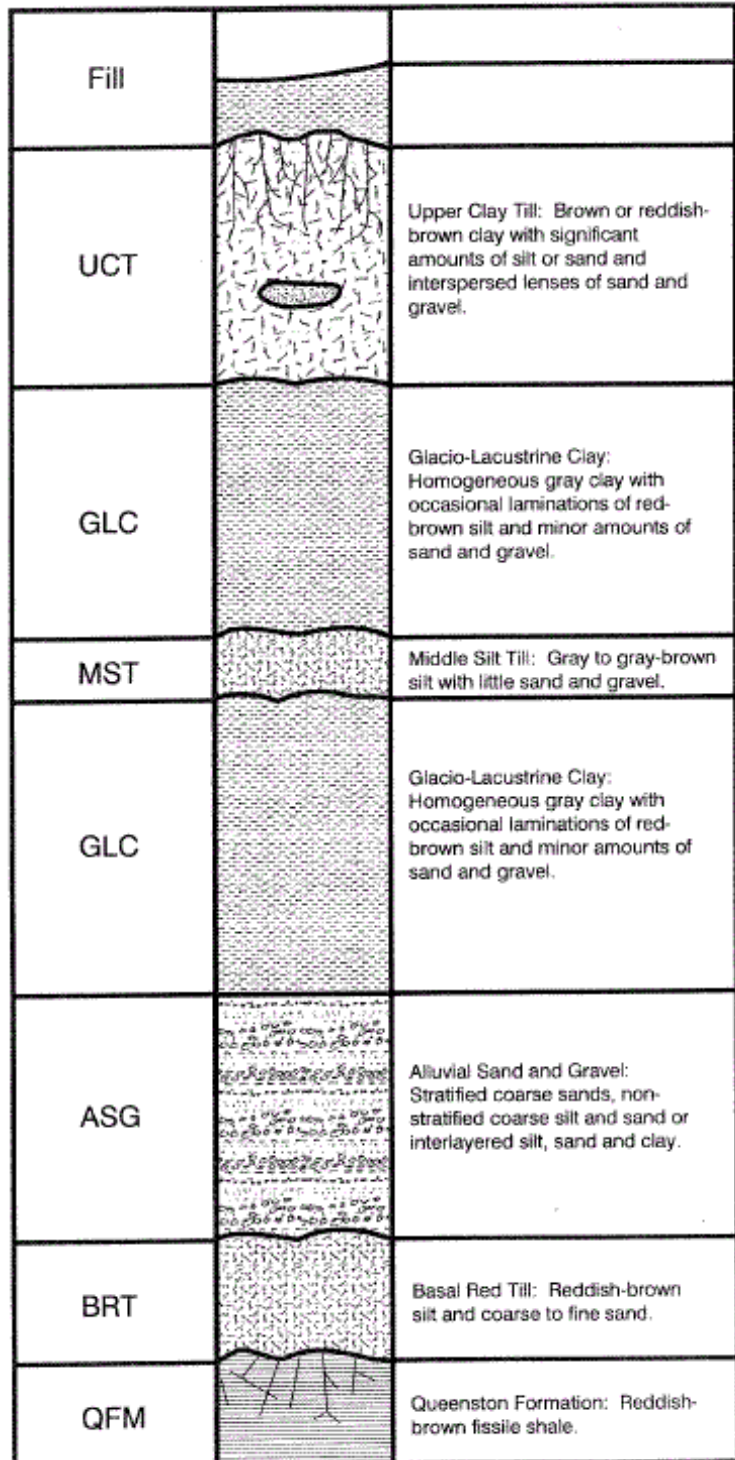 Fill
UCT
Upper Clay Till: Brown or reddish-
brown clay with significant
amounts of silt or sand and
interspersed lenses of sand and
gravel.
GLC
Glacio-Lacustrine Clay:
Homogeneous gray clay with
occasional laminations of red-
brown silt and minor amounts of
sand and gravel.
MST
Middle Silt Till: Gray to gray-brown
silt with little sand and gravel.
GLC
Glacio-Lacustrine Clay:
Homogeneous gray clay with
occasional laminations of red-
brown silt and minor amounts of
sand and gravel.
ASG
Alluvial Sand and Gravel:
Stratified coarse sands, non-
stratified coarse silt and sand or
interlayered silt, sand and clay.
BRT
Basal Red Till: Reddish-brown
silt and coarse to fine sand.
QFM
Queenston Formation: Reddish-
brown fissile shale.